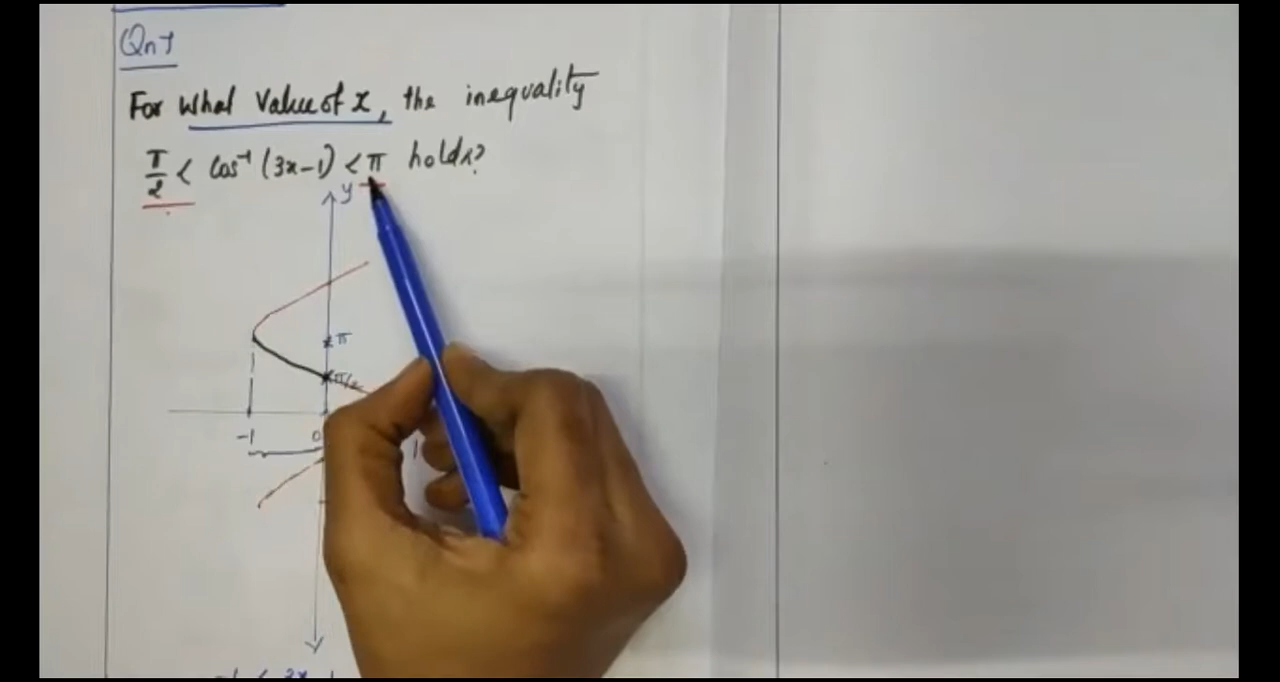 Qn 7
For what value of x, the inequality
π/2 < cos⁻¹ (3x-1) < π holds?
y
π
π/2
-1 0 1